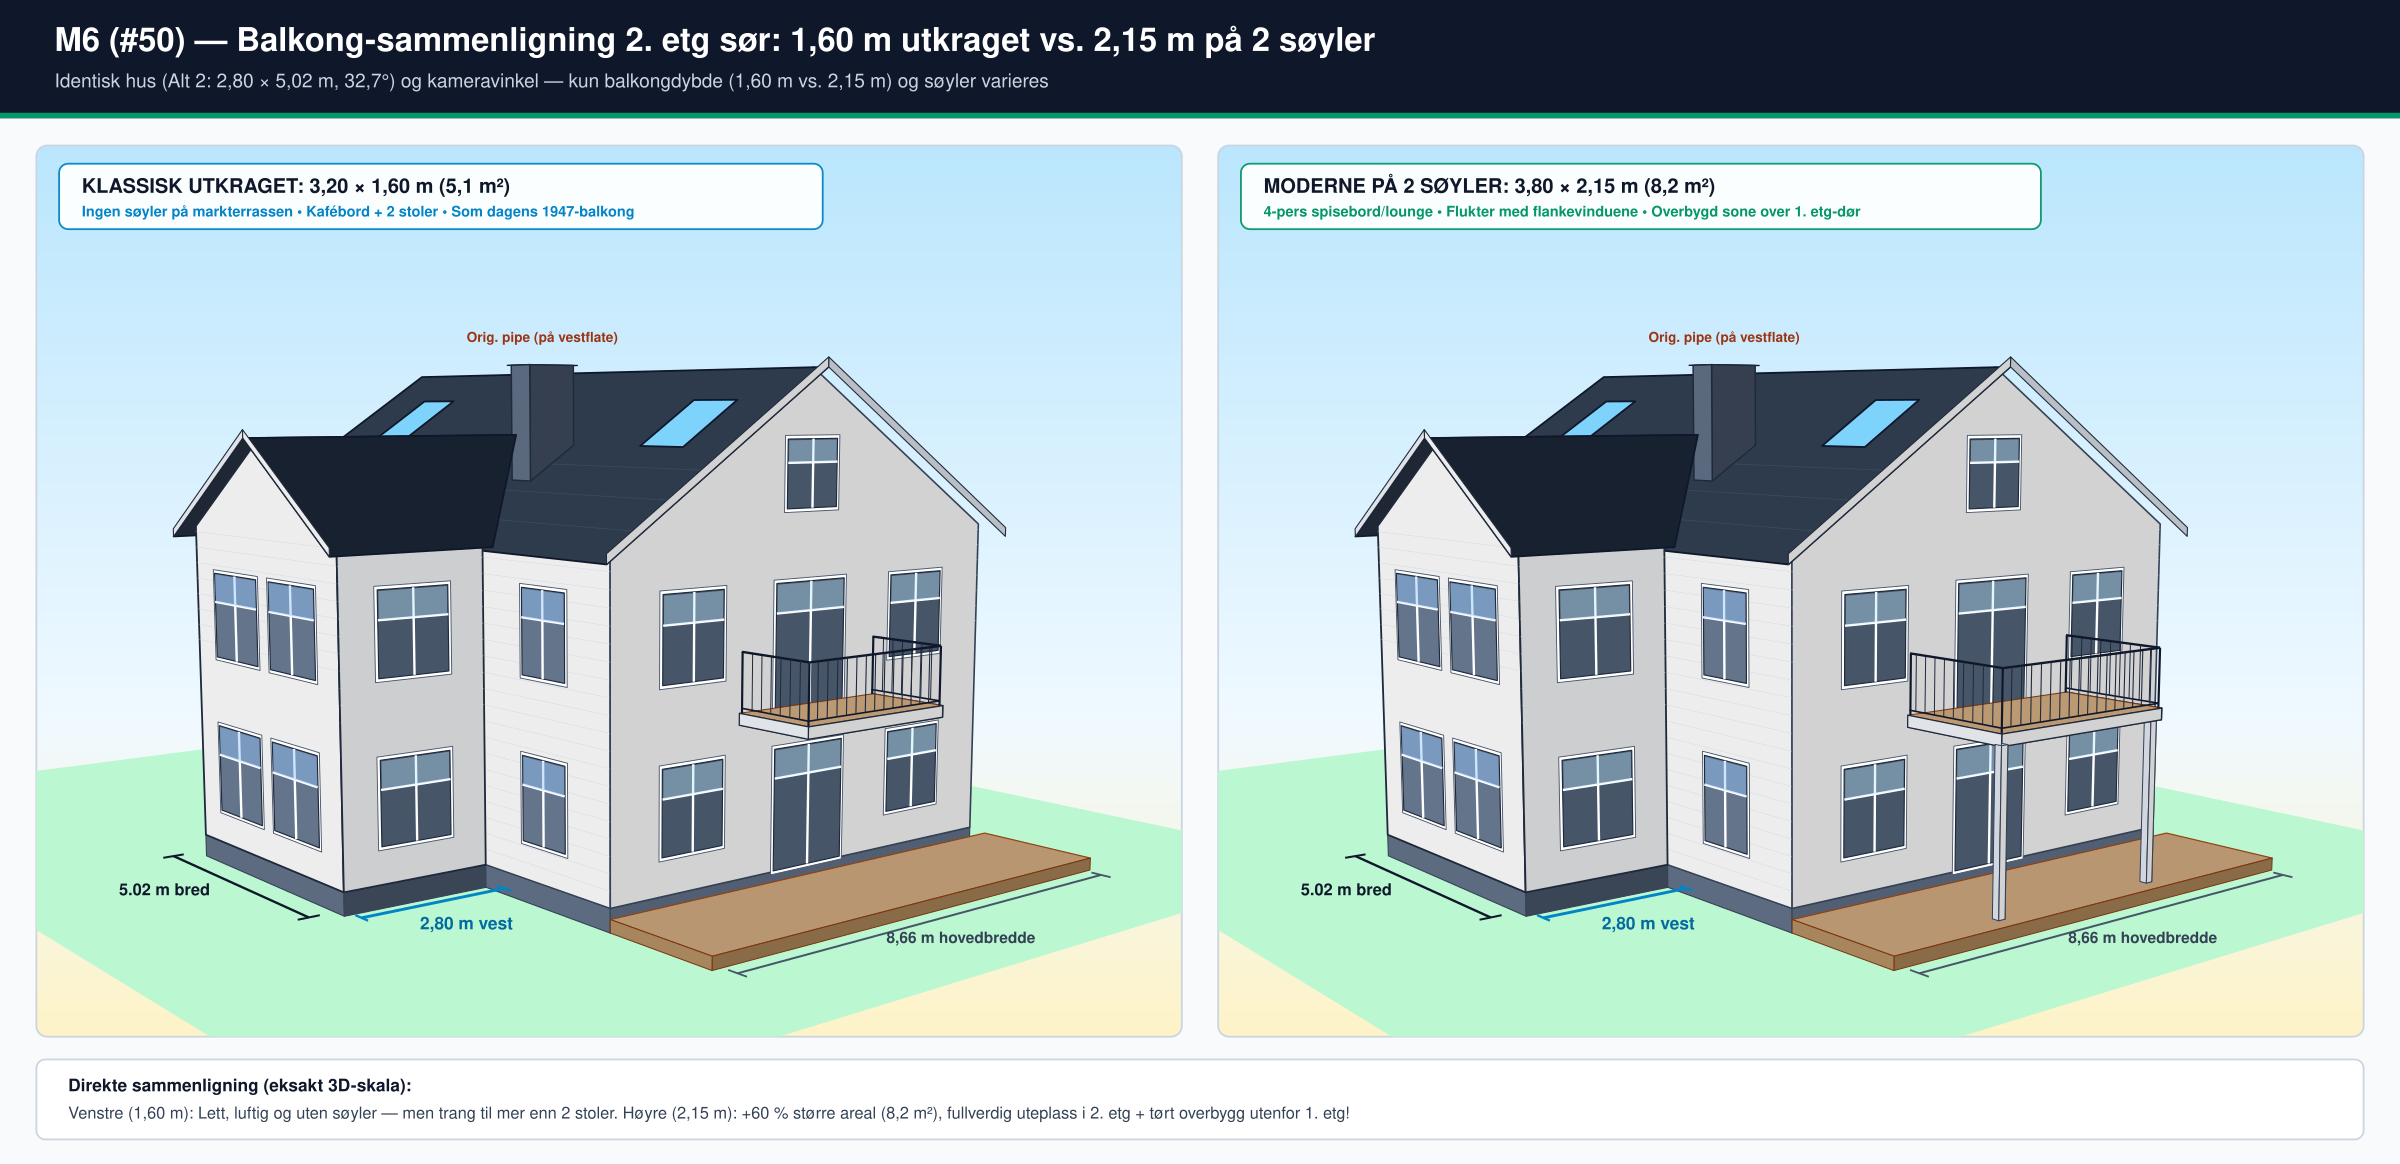 M6 (#50) — Balkong-sammenligning 2. etg sør: 1,60 m utkraget vs. 2,15 m på 2 søyler
Identisk hus (Alt 2: 2,80 × 5,02 m, 32,7°) og kameravinkel — kun balkongdybde (1,60 m vs. 2,15 m) og søyler varieres
KLASSISK UTKRAGET: 3,20 × 1,60 m (5,1 m²)
Ingen søyler på markterrassen • Kafébord + 2 stoler • Som dagens 1947-balkong
Orig. pipe (på vestflate)
5.02 m bred
2,80 m vest
8,66 m hovedbredde
MODERNE PÅ 2 SØYLER: 3,80 × 2,15 m (8,2 m²)
4-pers spisebord/lounge • Flukter med flankevinduene • Overbygd sone over 1. etg-dør
Orig. pipe (på vestflate)
5.02 m bred
2,80 m vest
8,66 m hovedbredde
Direkte sammenligning (eksakt 3D-skala):
Venstre (1,60 m): Lett, luftig og uten søyler — men trang til mer enn 2 stoler. Høyre (2,15 m): +60 % større areal (8,2 m²), fullverdig uteplass i 2. etg + tørt overbygg utenfor 1. etg!